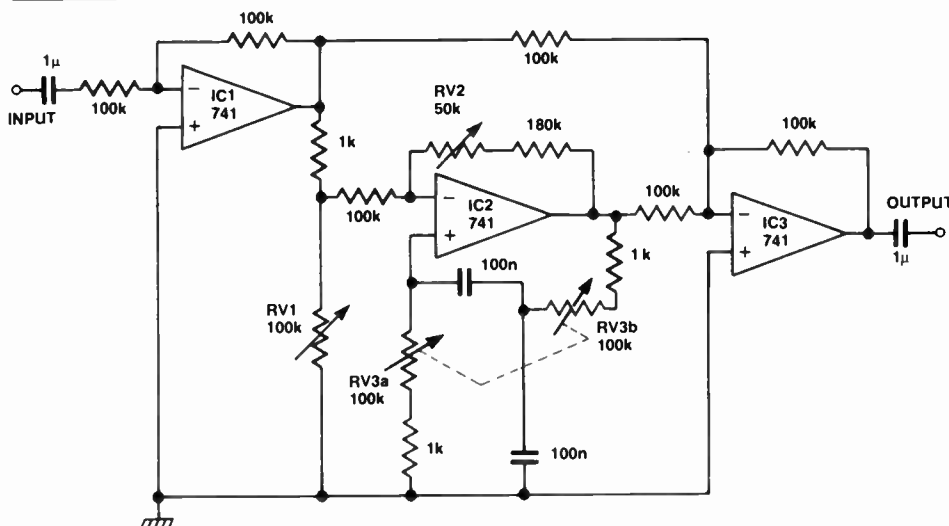 100k
100k
1μ
RV2
50k
180k
100k
IC1
741
−
+
100k
INPUT
1k
100k
IC2
741
−
+
100k
IC3
741
−
+
OUTPUT
1μ
100n
1k
RV1
100k
RV3b
100k
RV3a
100k
1k
100n